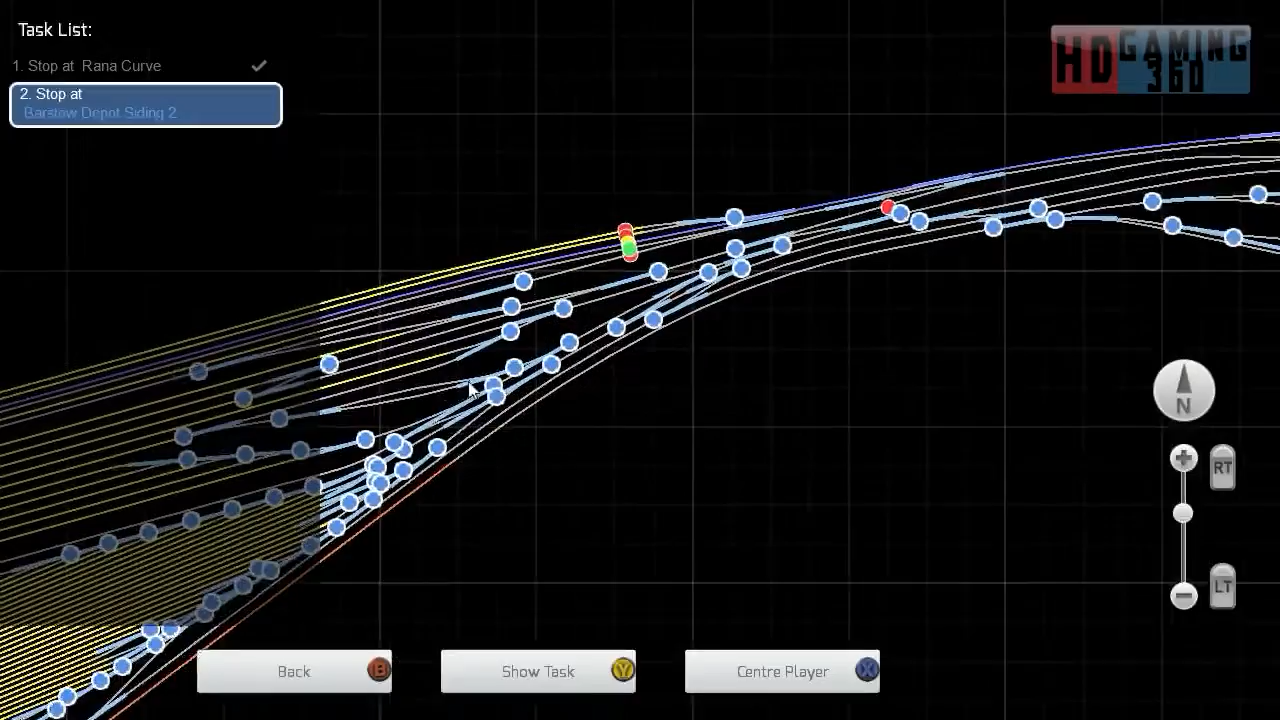 Task List:
1. Stop at Rana Curve
2. Stop at
Barstow Depot Siding 2
HD GAMING
360
N
RT
LT
Back B
Show Task Y
Centre Player X